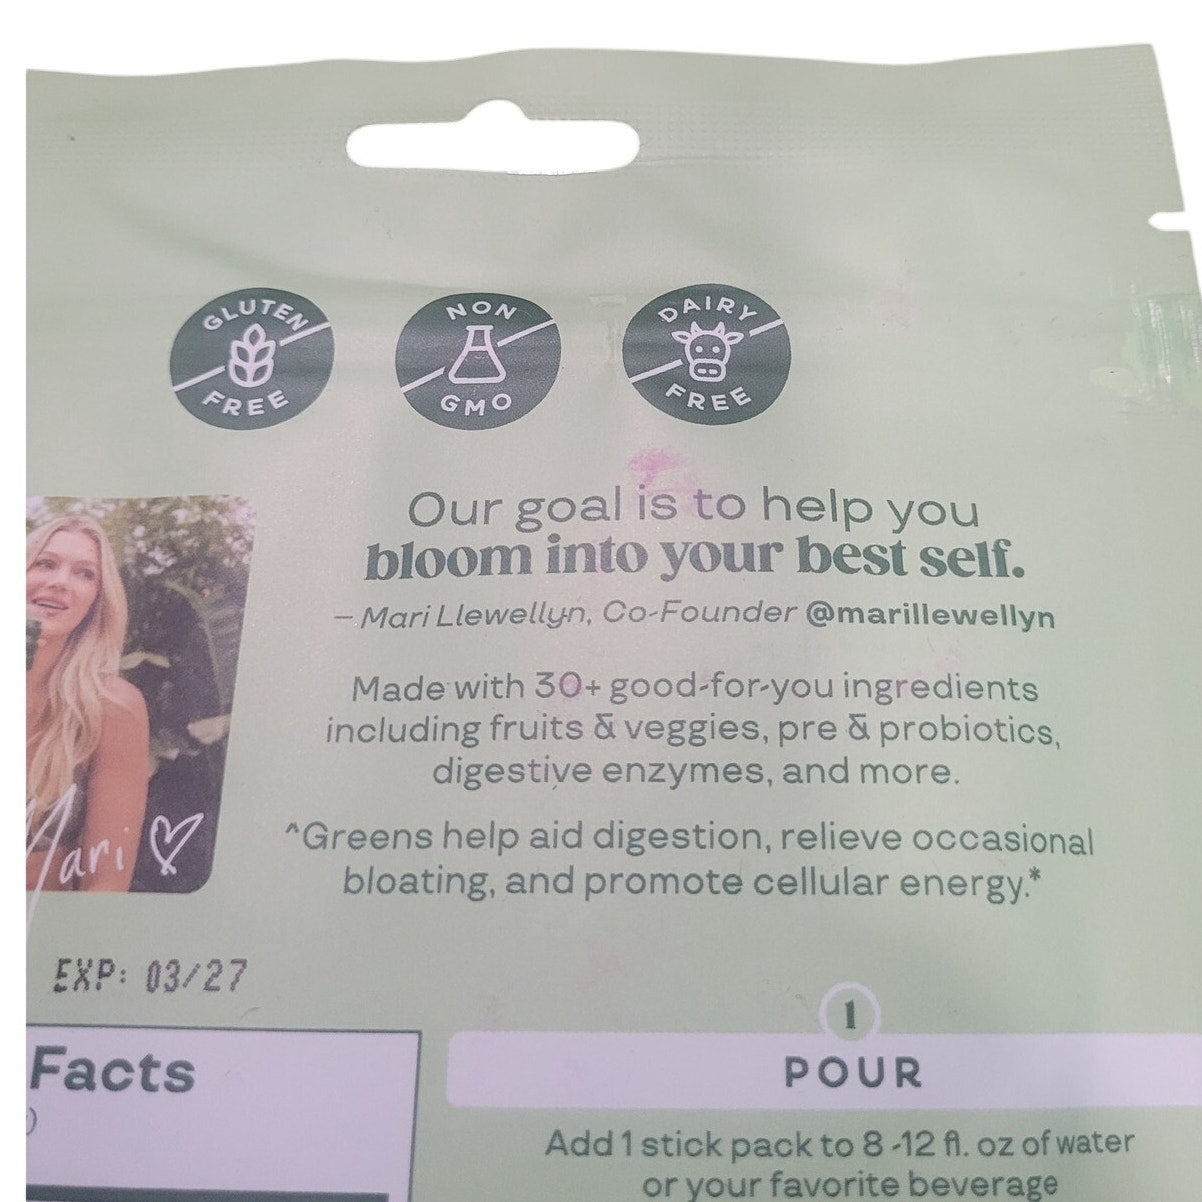 GLUTEN
FREE
NON
GMO
DAIRY
FREE
Our goal is to help you
bloom into your best self.
– Mari Llewellyn, Co-Founder @marillewellyn
Made with 30+ good-for-you ingredients
including fruits & veggies, pre & probiotics,
digestive enzymes, and more.
^Greens help aid digestion, relieve occasional
bloating, and promote cellular energy.*
Mari
EXP: 03/27
Facts
)
1
POUR
Add 1 stick pack to 8-12 fl. oz of water
or your favorite beverage